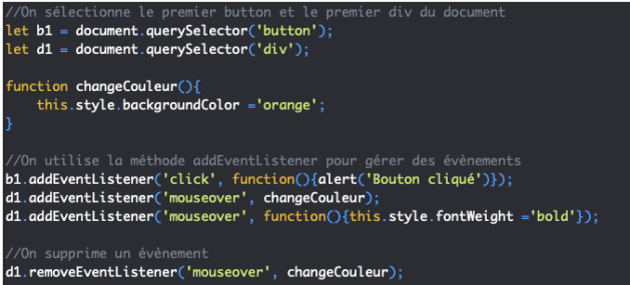 //On sélectionne le premier button et le premier div du document
let b1 = document.querySelector('button');
let d1 = document.querySelector('div');
function changeCouleur(){
this.style.backgroundColor ='orange';
}
//On utilise la méthode addEventListener pour gérer des évènements
b1.addEventListener('click', function(){alert('Bouton cliqué')});
d1.addEventListener('mouseover', changeCouleur);
d1.addEventListener('mouseover', function(){this.style.fontWeight ='bold'});
//On supprime un évènement
d1.removeEventListener('mouseover', changeCouleur);